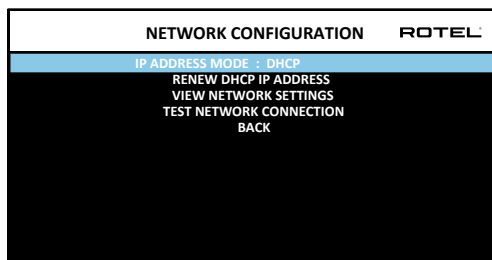 NETWORK CONFIGURATION ROTEL
IP ADDRESS MODE : DHCP
RENEW DHCP IP ADDRESS
VIEW NETWORK SETTINGS
TEST NETWORK CONNECTION
BACK